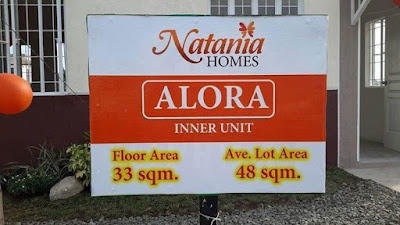 Natania
HOMES
ALORA
INNER UNIT
Floor Area
33 sqm.
Ave. Lot Area
48 sqm.